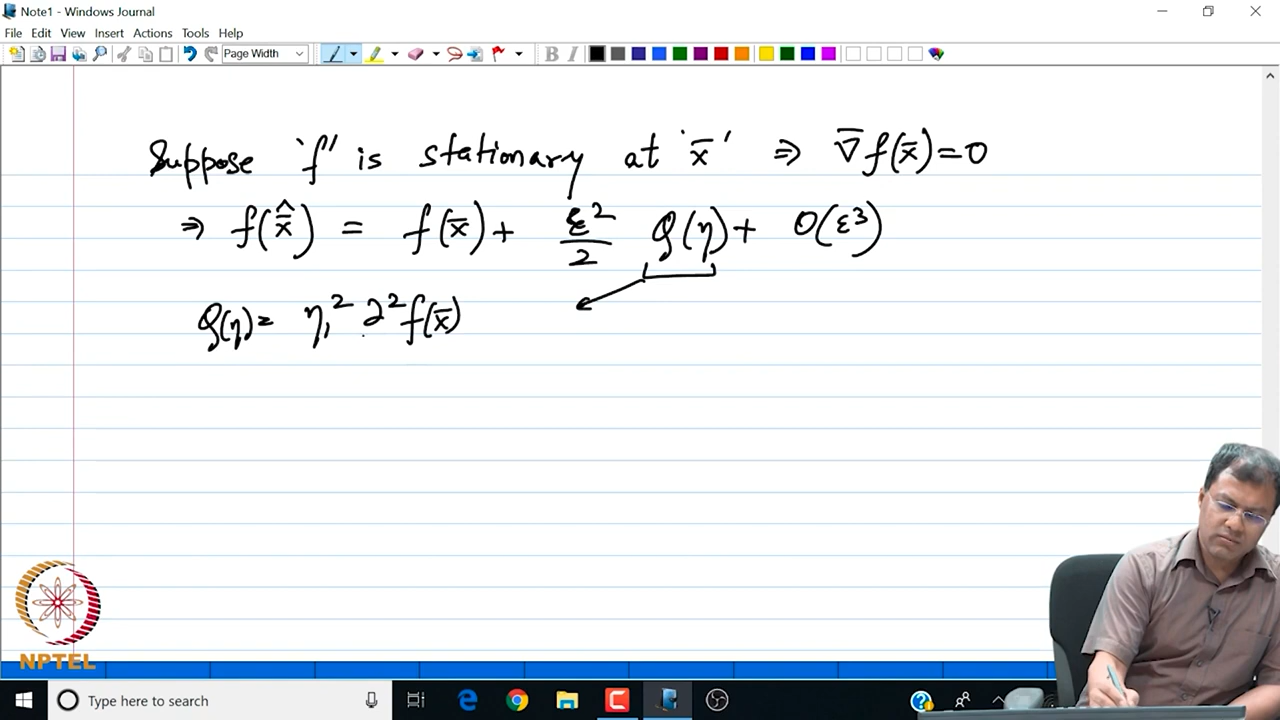 Note1 - Windows Journal
File Edit View Insert Actions Tools Help
Page Width B I
Suppose 'f' is stationary at 'x̄' ⇒ ∇̄f(x̄)=0
⇒ f(x̄̂) = f(x̄) + ε²/2 Q(η) + O(ε³)
Q(η) = η₁² ∂²f(x̄)
NPTEL
Type here to search